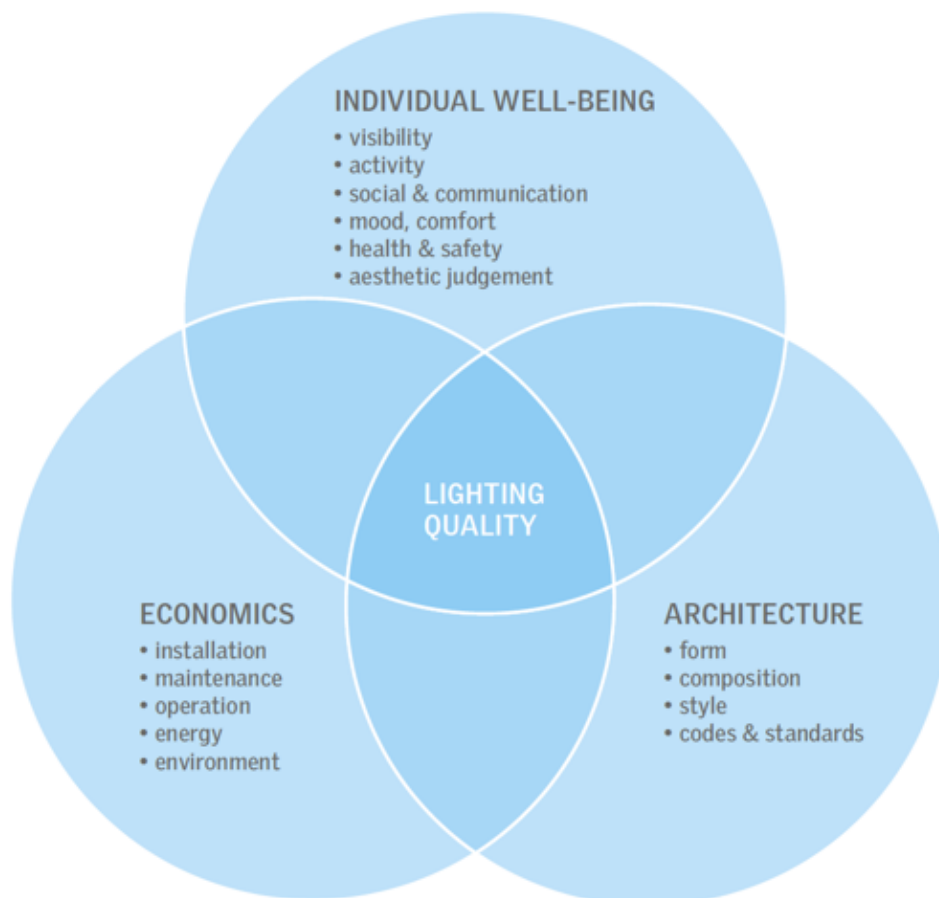 INDIVIDUAL WELL-BEING
• visibility
• activity
• social & communication
• mood, comfort
• health & safety
• aesthetic judgement
LIGHTING
QUALITY
ECONOMICS
• installation
• maintenance
• operation
• energy
• environment
ARCHITECTURE
• form
• composition
• style
• codes & standards